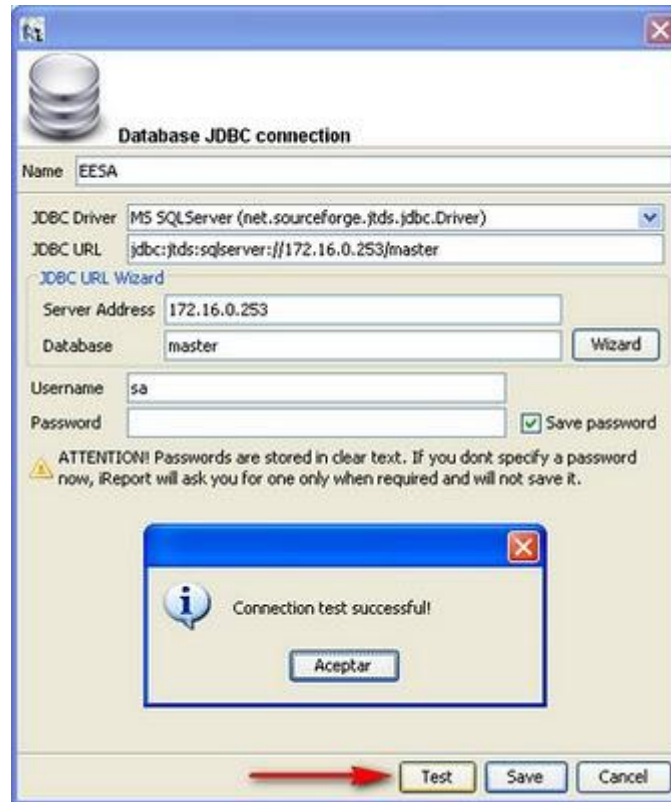 Database JDBC connection
Name EESA
JDBC Driver MS SQLServer (net.sourceforge.jtds.jdbc.Driver)
JDBC URL jdbc:jtds:sqlserver://172.16.0.253/master
JDBC URL Wizard
Server Address 172.16.0.253
Database master Wizard
Username sa
Password Save password
ATTENTION! Passwords are stored in clear text. If you dont specify a password
now, iReport will ask you for one only when required and will not save it.
Connection test successful!
Aceptar
Test Save Cancel